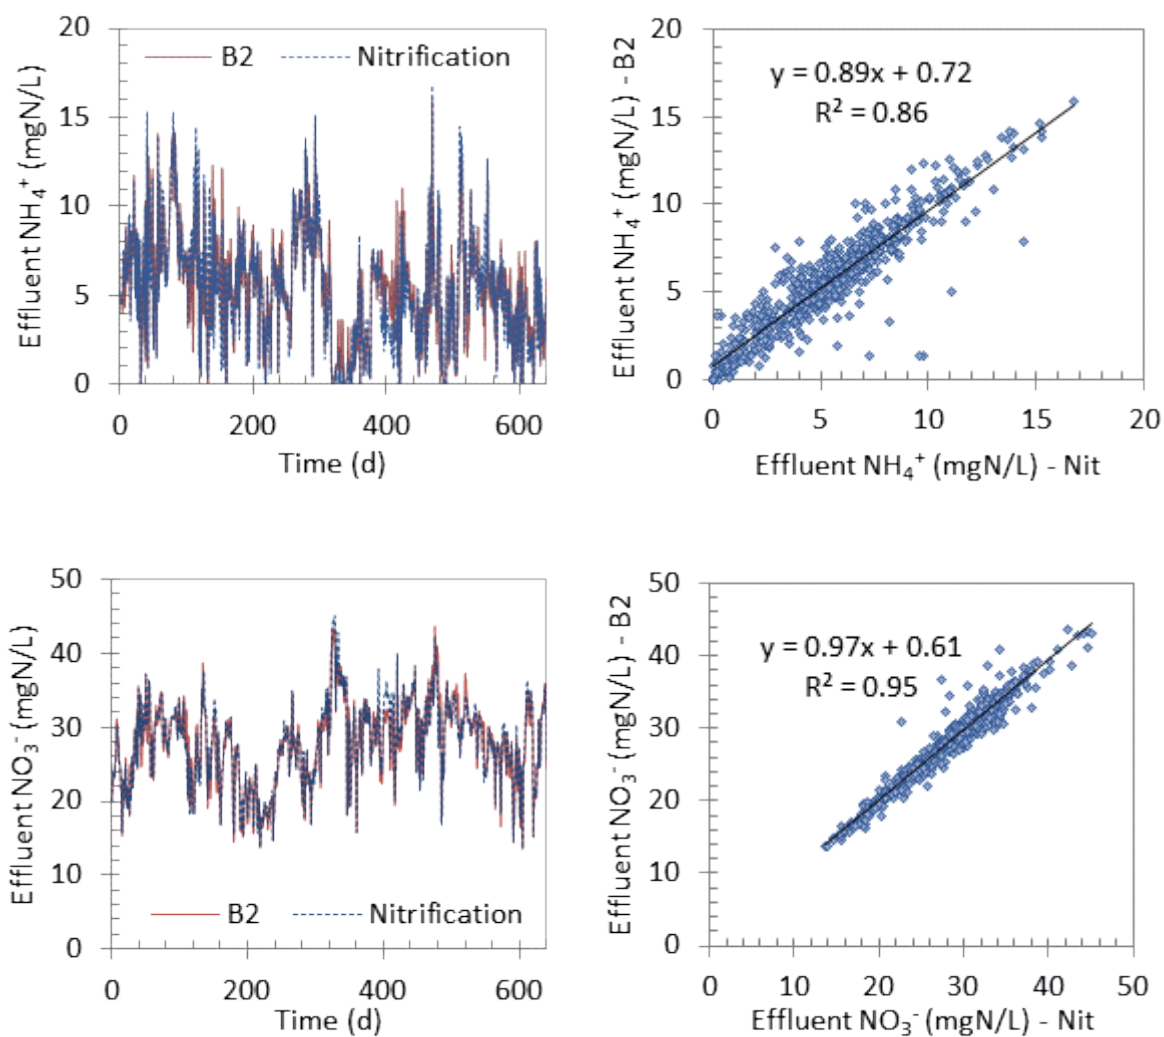 Effluent NH₄⁺ (mgN/L)
20
15
10
5
0
B2
Nitrification
0 200 400 600
Time (d)
Effluent NH₄⁺ (mgN/L) - B2
20
15
10
5
0
y = 0.89x + 0.72
R² = 0.86
0 5 10 15 20
Effluent NH₄⁺ (mgN/L) - Nit
Effluent NO₃⁻ (mgN/L)
50
40
30
20
10
0
B2
Nitrification
0 200 400 600
Time (d)
Effluent NO₃⁻ (mgN/L) - B2
50
40
30
20
10
0
y = 0.97x + 0.61
R² = 0.95
0 10 20 30 40 50
Effluent NO₃⁻ (mgN/L) - Nit